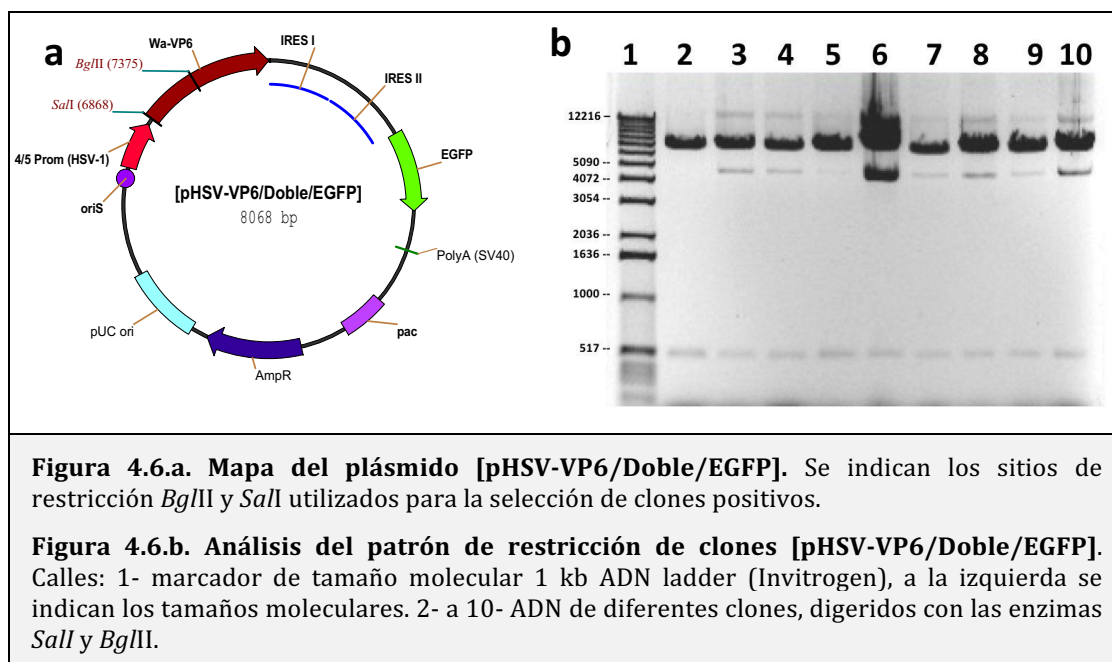 a
Wa-VP6
IRES I
BglII (7375)
IRES II
SalI (6868)
4/5 Prom (HSV-1)
EGFP
[pHSV-VP6/Doble/EGFP]
8068 bp
oriS
PolyA (SV40)
pUC ori
pac
AmpR
b
1 2 3 4 5 6 7 8 9 10
12216 --
5090 --
4072 --
3054 --
2036 --
1636 --
1000 --
517 --
Figura 4.6.a. Mapa del plásmido [pHSV-VP6/Doble/EGFP]. Se indican los sitios de
restricción BglII y SalI utilizados para la selección de clones positivos.
Figura 4.6.b. Análisis del patrón de restricción de clones [pHSV-VP6/Doble/EGFP].
Calles: 1- marcador de tamaño molecular 1 kb ADN ladder (Invitrogen), a la izquierda se
indican los tamaños moleculares. 2- a 10- ADN de diferentes clones, digeridos con las enzimas
SalI y BglII.